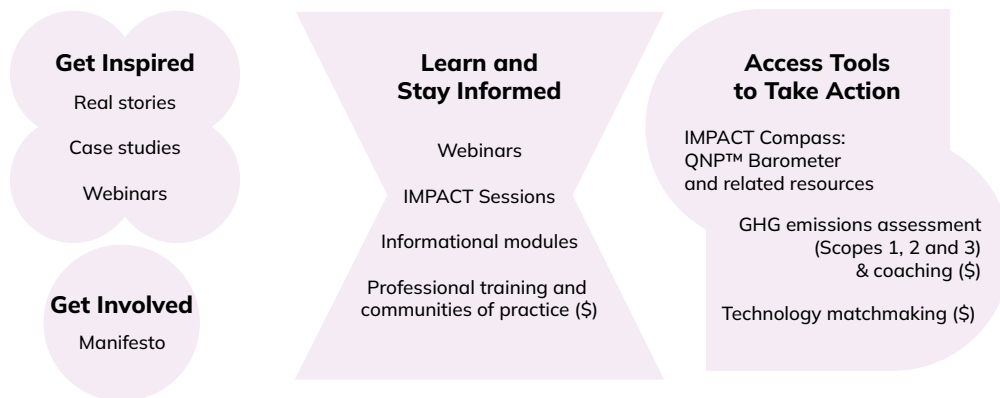 Get Inspired
Real stories
Case studies
Webinars
Get Involved
Manifesto
Learn and
Stay Informed
Webinars
IMPACT Sessions
Informational modules
Professional training and
communities of practice ($)
Access Tools
to Take Action
IMPACT Compass:
QNP™ Barometer
and related resources
GHG emissions assessment
(Scopes 1, 2 and 3)
& coaching ($)
Technology matchmaking ($)